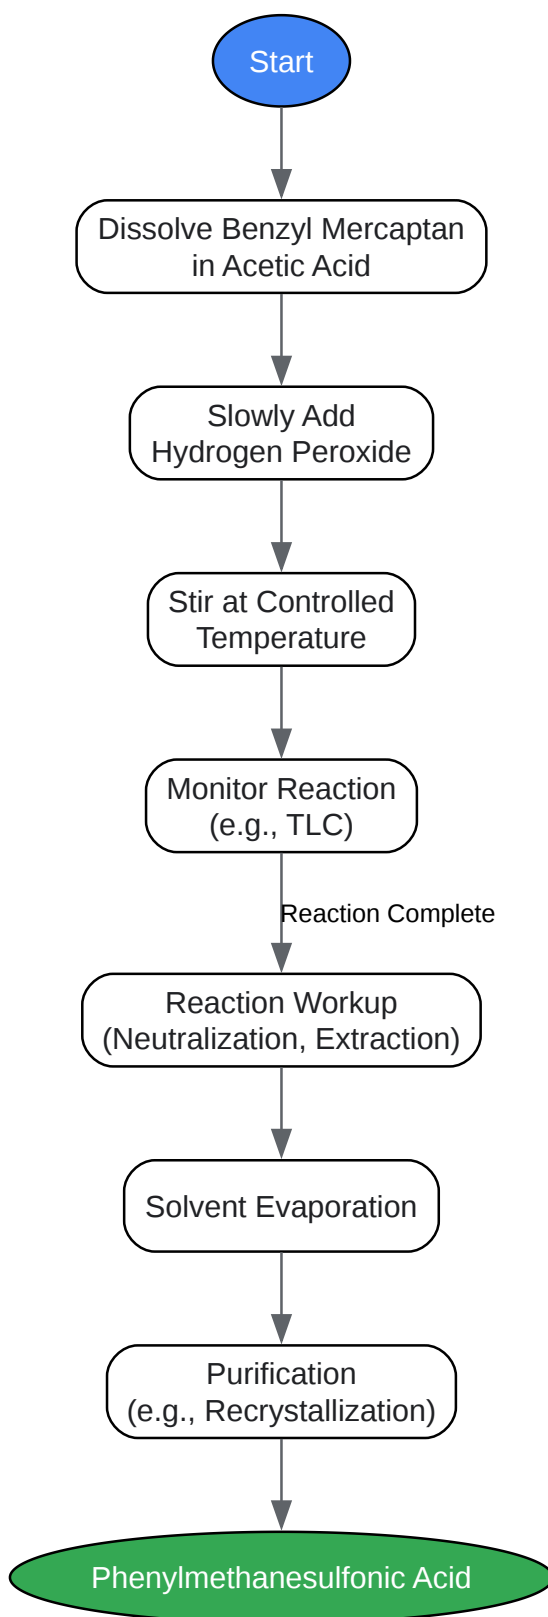 Start
Dissolve Benzyl Mercaptan
in Acetic Acid
Slowly Add
Hydrogen Peroxide
Stir at Controlled
Temperature
Monitor Reaction
(e.g., TLC)
Reaction Complete
Reaction Workup
(Neutralization, Extraction)
Solvent Evaporation
Purification
(e.g., Recrystallization)
Phenylmethanesulfonic Acid